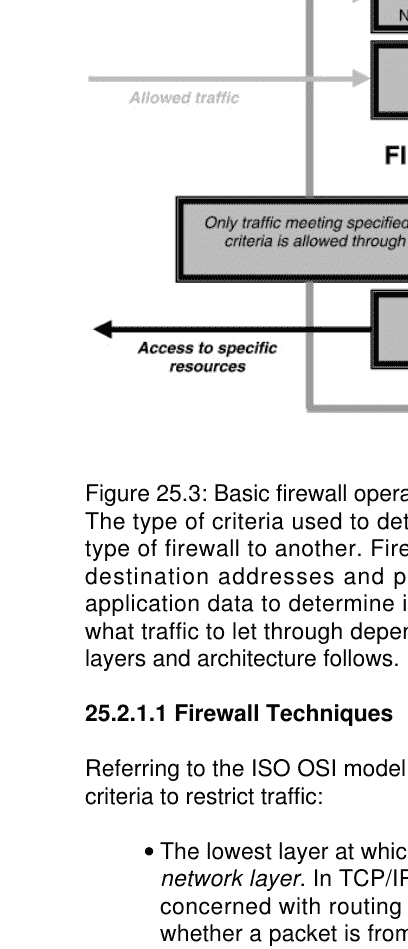 N
Allowed traffic
FI
Only traffic meeting specified
criteria is allowed through
Access to specific
resources
Figure 25.3: Basic firewall opera
The type of criteria used to det
type of firewall to another. Fire
destination addresses and p
application data to determine i
what traffic to let through deper
layers and architecture follows.
25.2.1.1 Firewall Techniques
Referring to the ISO OSI model
criteria to restrict traffic:
• The lowest layer at whic
network layer. In TCP/IP
concerned with routing
whether a packet is from